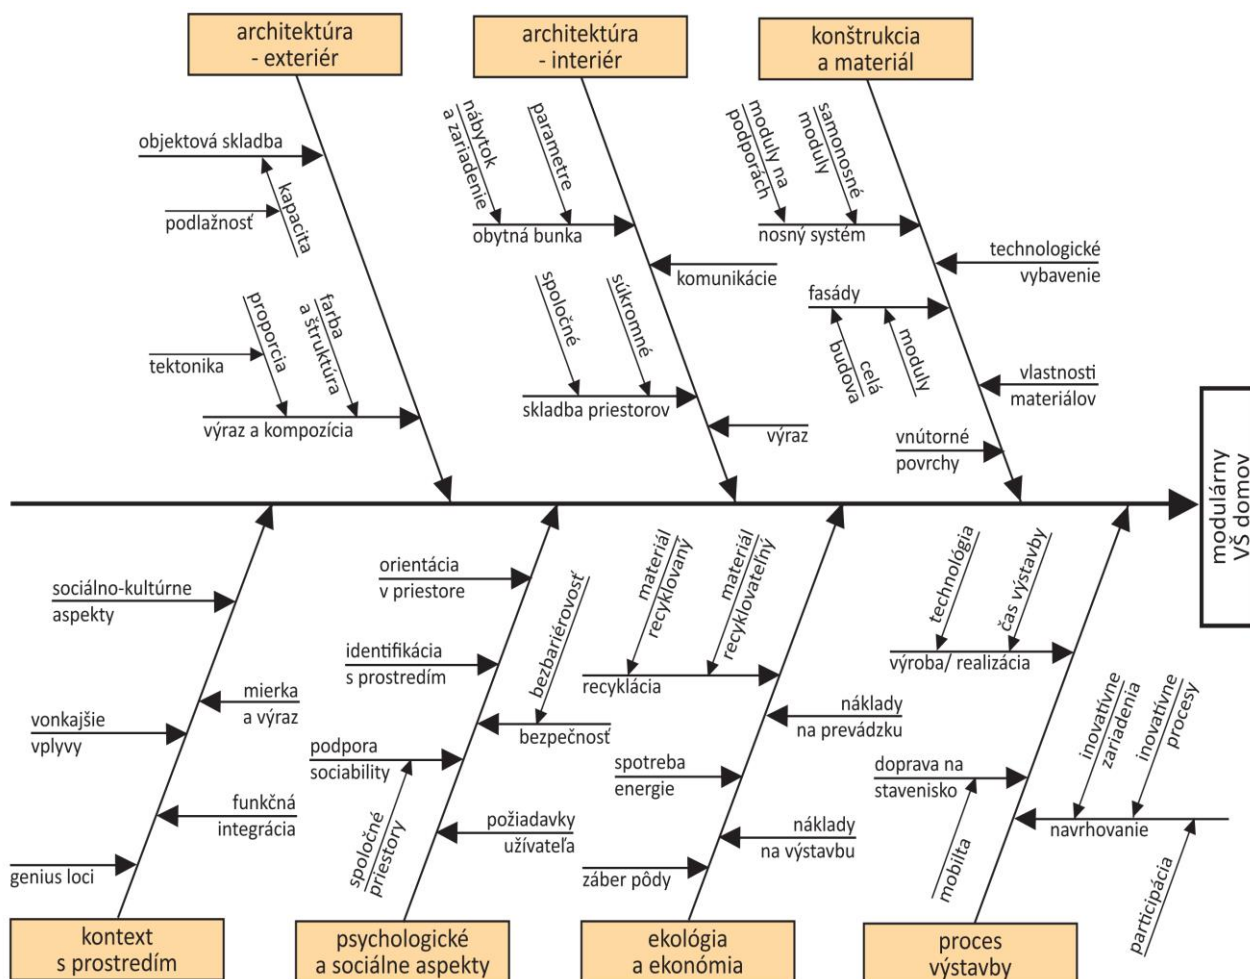 architektúra
- exteriér
architektúra
- interiér
konštrukcia
a materiál
objektová skladba
kapacita
podlažnosť
proporcia
farba
a štruktúra
tektonika
výraz a kompozícia
nábytok
a zariadenie
parametre
obytná bunka
komunikácie
spoločné
súkromné
skladba priestorov
výraz
moduly na
podporách
samonosné
moduly
nosný systém
technologické
vybavenie
fasády
celá
budova
moduly
vlastnosti
materiálov
vnútorné
povrchy
modulárny
VŠ domov
sociálno-kultúrne
aspekty
mierka
a výraz
vonkajšie
vplyvy
funkčná
integrácia
genius loci
orientácia
v priestore
identifikácia
s prostredím
bezbariérovosť
bezpečnosť
podpora
sociability
spoločné
priestory
požiadavky
užívateľa
materiál
recyklovaný
materiál
recyklovateľný
recyklácia
náklady
na prevádzku
spotreba
energie
náklady
na výstavbu
záber pôdy
technológia
čas výstavby
výroba/ realizácia
inovatívne
zariadenia
inovatívne
procesy
doprava na
stavenisko
mobilta
navrhovanie
participácia
kontext
s prostredím
psychologické
a sociálne aspekty
ekológia
a ekonómia
proces
výstavby